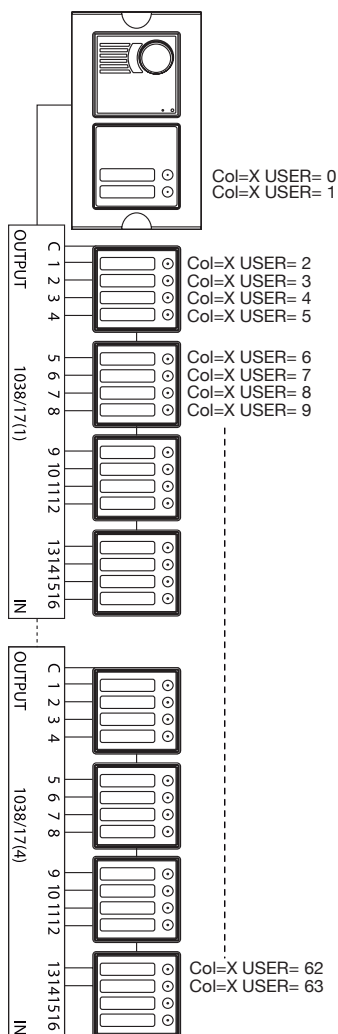 Col=X USER= 0
Col=X USER= 1
OUTPUT
1038/17(1)
IN
C
1
2
3
4
Col=X USER= 2
Col=X USER= 3
Col=X USER= 4
Col=X USER= 5
5
6
7
8
Col=X USER= 6
Col=X USER= 7
Col=X USER= 8
Col=X USER= 9
9
10
11
12
13
14
15
16
OUTPUT
1038/17(4)
IN
C
1
2
3
4
5
6
7
8
9
10
11
12
13
14
15
16
Col=X USER= 62
Col=X USER= 63